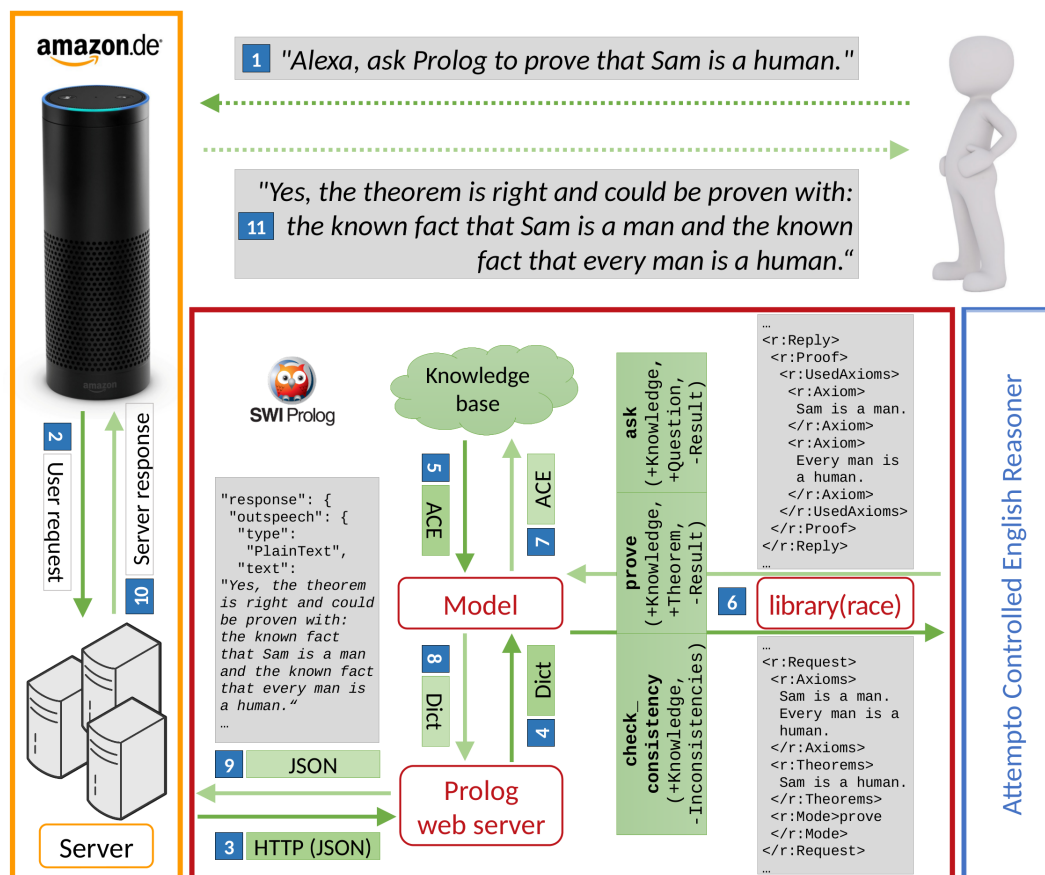 amazon.de
1 "Alexa, ask Prolog to prove that Sam is a human."
"Yes, the theorem is right and could be proven with:
11 the known fact that Sam is a man and the known
fact that every man is a human.“
amazon
2 User request
10 Server response
Server
SWI Prolog
Knowledge
base
5 ACE
7 ACE
Model
8 Dict
4 Dict
Prolog
web server
"response": {
"outspeech": {
"type":
"PlainText",
"text":
"Yes, the theorem
is right and could
be proven with:
the known fact
that Sam is a man
and the known fact
that every man is
a human.“
…
9 JSON
3 HTTP (JSON)
ask
(+Knowledge,
+Question,
-Result)
prove
(+Knowledge,
+Theorem,
-Result)
check_
consistency
(+Knowledge,
-Inconsistencies)
…
<r:Reply>
<r:Proof>
<r:UsedAxioms>
<r:Axiom>
Sam is a man.
</r:Axiom>
<r:Axiom>
Every man is
a human.
</r:Axiom>
</r:UsedAxioms>
</r:Proof>
</r:Reply>
…
6 library(race)
…
<r:Request>
<r:Axioms>
Sam is a man.
Every man is a
human.
</r:Axioms>
<r:Theorems>
Sam is a human.
</r:Theorems>
<r:Mode>prove
</r:Mode>
</r:Request>
…
Attempto Controlled English Reasoner